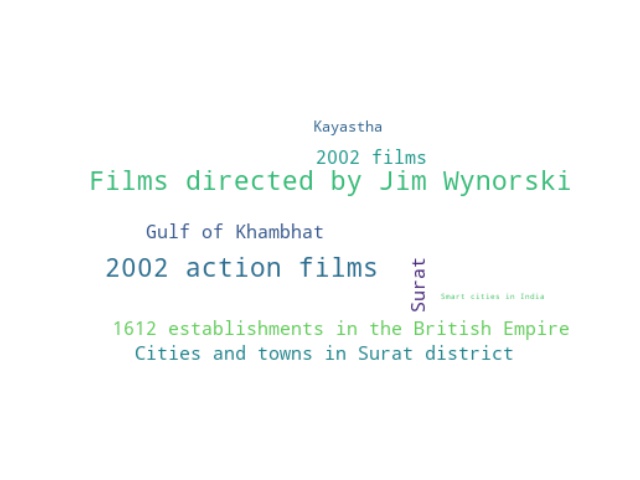 Kayastha
2002 films
Films directed by Jim Wynorski
Gulf of Khambhat
2002 action films
Surat
Smart cities in India
1612 establishments in the British Empire
Cities and towns in Surat district